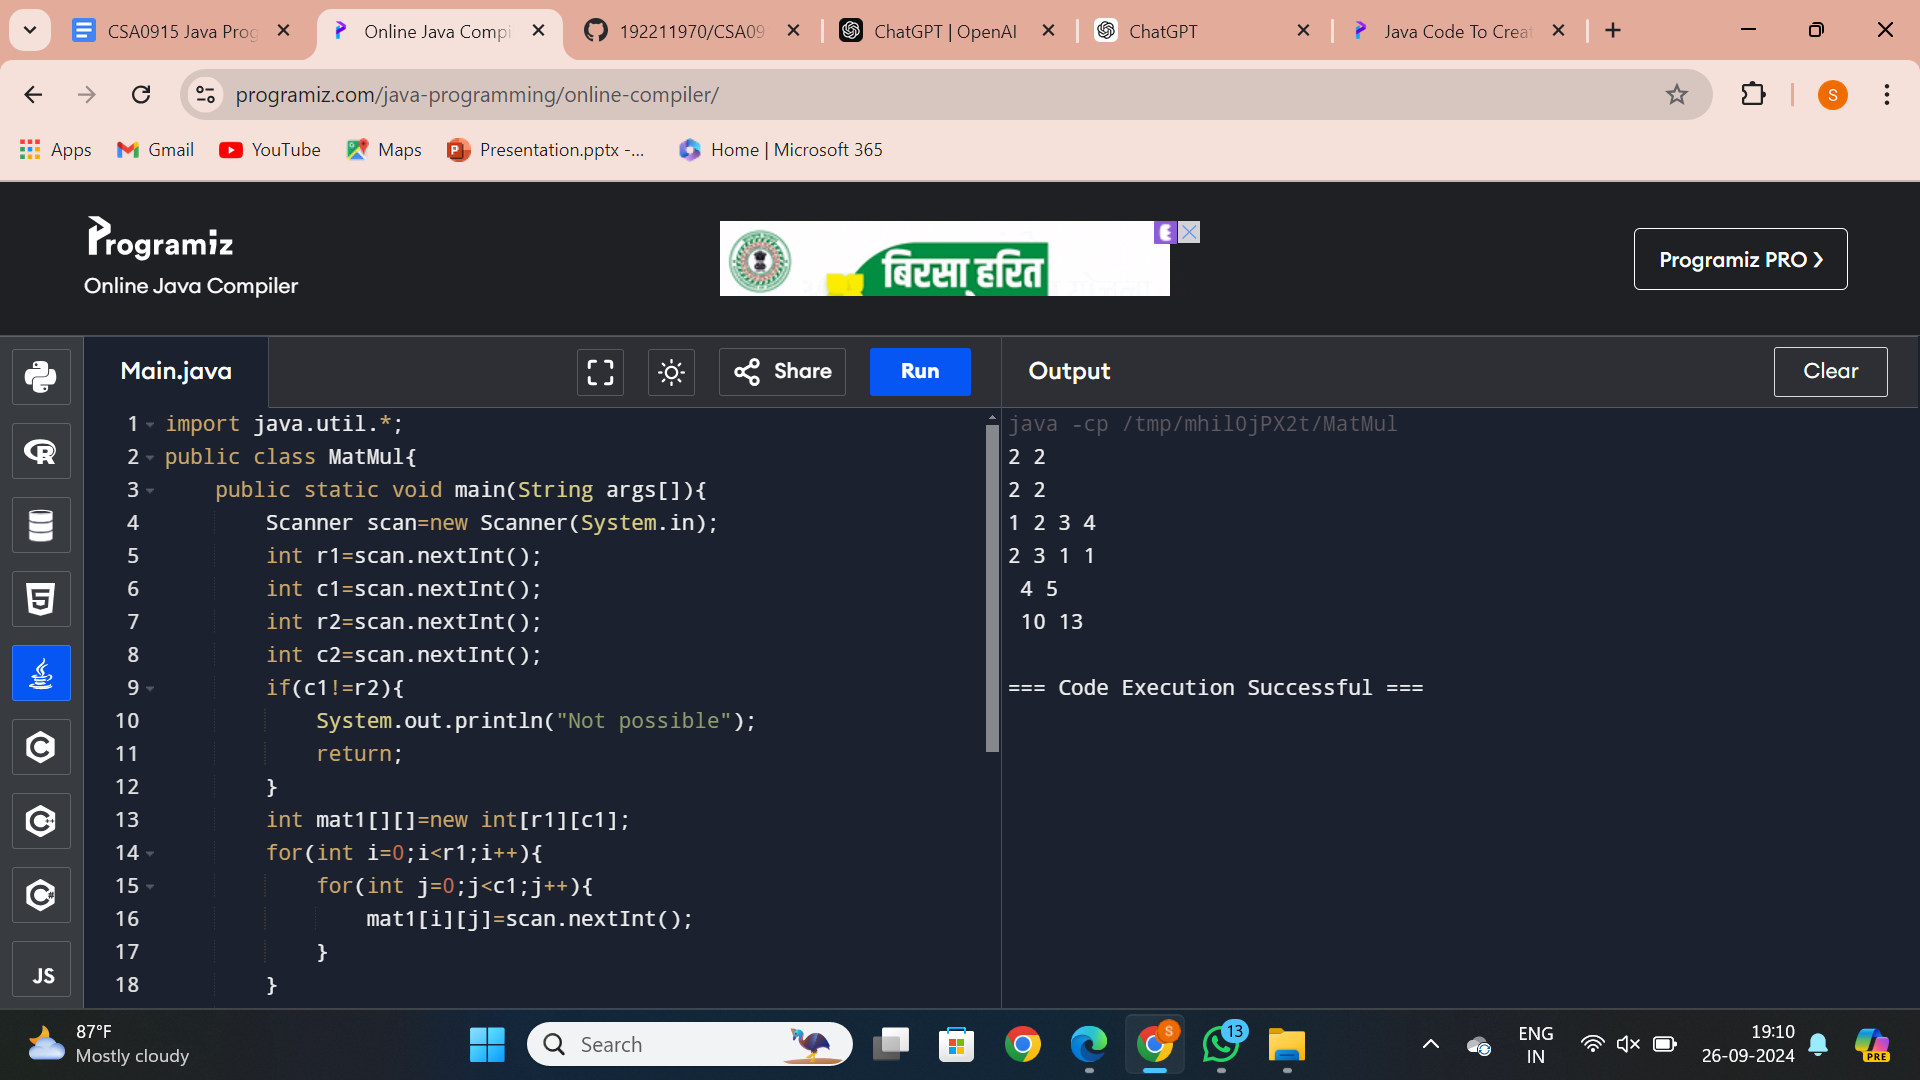 CSA0915 Java Prog
Online Java Compi
192211970/CSA09
ChatGPT | OpenAI
ChatGPT
Java Code To Creat
programiz.com/java-programming/online-compiler/
S
Apps
Gmail
YouTube
Maps
Presentation.pptx -...
Home | Microsoft 365
Programiz
Online Java Compiler
बिरसा हरित
Programiz PRO ❯
Main.java
Share
Run
Output
Clear
1 import java.util.*;
2 public class MatMul{
3 public static void main(String args[]){
4 Scanner scan=new Scanner(System.in);
5 int r1=scan.nextInt();
6 int c1=scan.nextInt();
7 int r2=scan.nextInt();
8 int c2=scan.nextInt();
9 if(c1!=r2){
10 System.out.println("Not possible");
11 return;
12 }
13 int mat1[][]=new int[r1][c1];
14 for(int i=0;i<r1;i++){
15 for(int j=0;j<c1;j++){
16 mat1[i][j]=scan.nextInt();
17 }
18 }
java -cp /tmp/mhilOjPX2t/MatMul
2 2
2 2
1 2 3 4
2 3 1 1
4 5
10 13
=== Code Execution Successful ===
JS
87°F
Mostly cloudy
Search
S
13
ENG
IN
19:10
26-09-2024
PRE